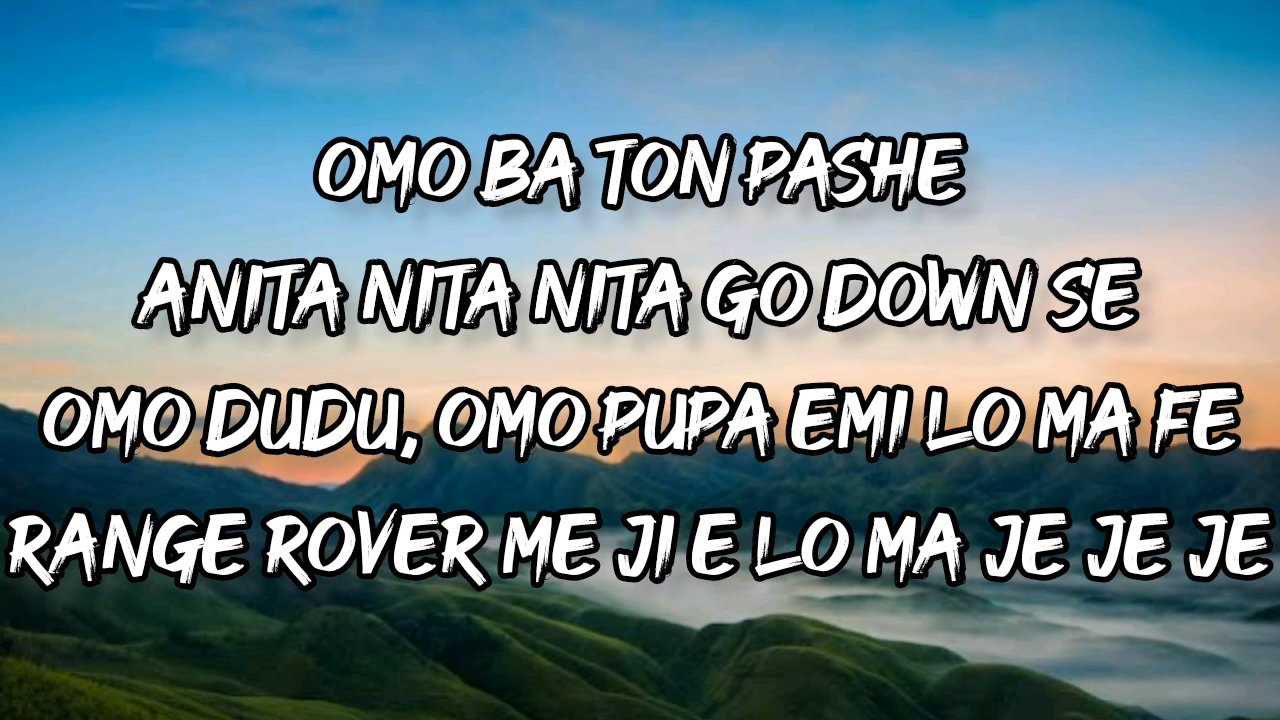 OMO BA TON PASHE
ANITA NITA NITA GO DOWN SE
OMO DUDU, OMO PUPA EMI LO MA FE
RANGE ROVER ME JI E LO MA JE JE JE